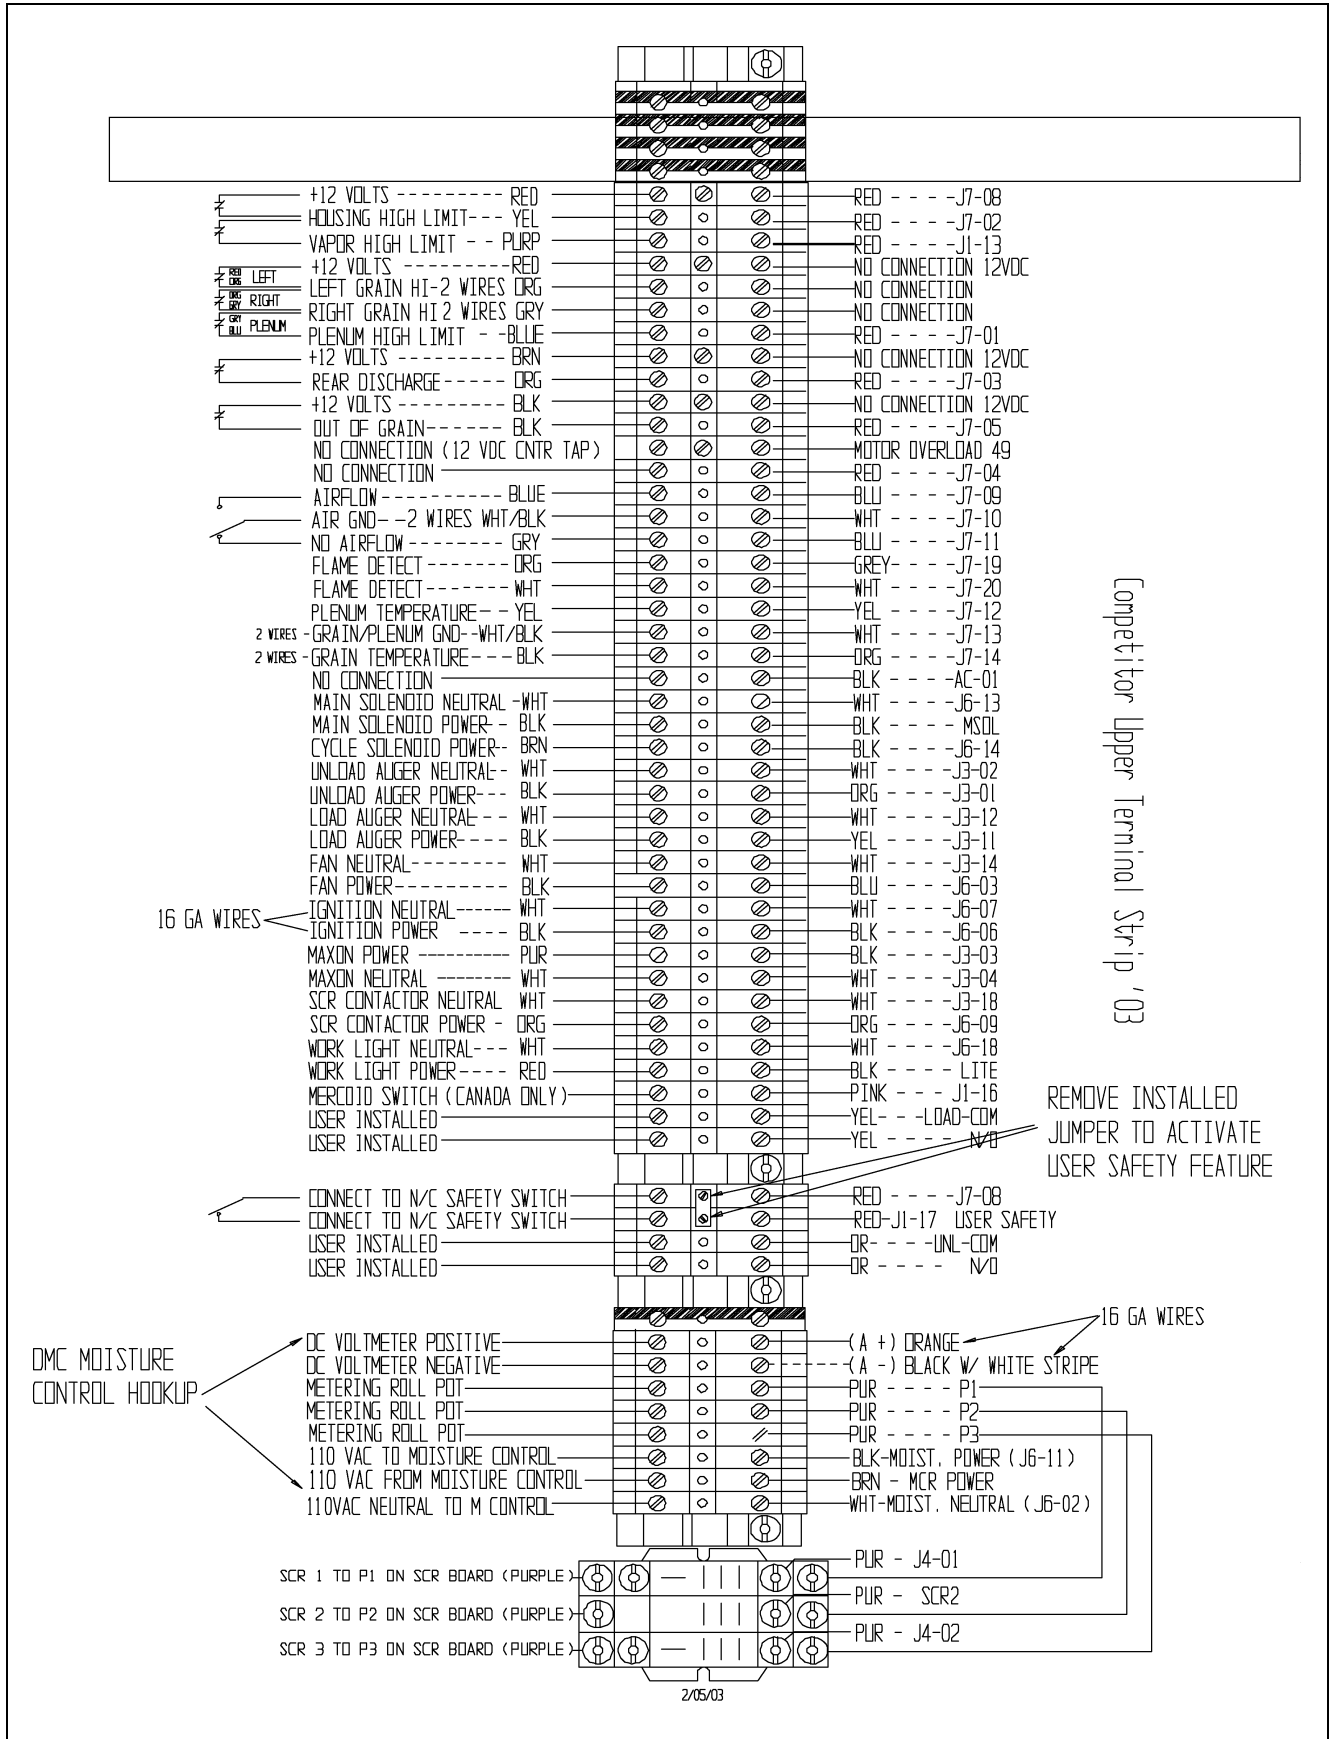 +12 VOLTS --------- RED RED - - - -J7-08
HOUSING HIGH LIMIT--- YEL RED - - - -J7-02
VAPOR HIGH LIMIT - - PURP RED - - - -J1-13
+12 VOLTS ---------RED NO CONNECTION 12VDC
RED
ORG LEFT
LEFT GRAIN HI-2 WIRES ORG NO CONNECTION
ORG
GRY RIGHT
RIGHT GRAIN HI 2 WIRES GRY NO CONNECTION
GRY
BLU PLENUM
PLENUM HIGH LIMIT - -BLUE RED - - - -J7-01
+12 VOLTS --------- BRN NO CONNECTION 12VDC
REAR DISCHARGE----- ORG RED - - - -J7-03
+12 VOLTS --------- BLK NO CONNECTION 12VDC
OUT OF GRAIN------ BLK RED - - - -J7-05
NO CONNECTION (12 VDC CNTR TAP) MOTOR OVERLOAD 49
NO CONNECTION RED - - - -J7-04
AIRFLOW ---------- BLUE BLU - - - -J7-09
AIR GND--2 WIRES WHT/BLK WHT - - - -J7-10
NO AIRFLOW -------- GRY BLU - - - -J7-11
FLAME DETECT ------- ORG GREY- - - -J7-19
FLAME DETECT------- WHT WHT - - - -J7-20
PLENUM TEMPERATURE-- YEL YEL - - - -J7-12
2 WIRES -GRAIN/PLENUM GND--WHT/BLK WHT - - - -J7-13
2 WIRES -GRAIN TEMPERATURE--- BLK ORG - - - -J7-14
NO CONNECTION BLK - - - -AC-01
MAIN SOLENOID NEUTRAL -WHT WHT - - - -J6-13
MAIN SOLENOID POWER-- BLK BLK - - - - MSOL
CYCLE SOLENOID POWER-- BRN BLK - - - -J6-14
UNLOAD AUGER NEUTRAL-- WHT WHT - - - -J3-02
UNLOAD AUGER POWER--- BLK ORG - - - -J3-01
LOAD AUGER NEUTRAL--- WHT WHT - - - -J3-12
LOAD AUGER POWER---- BLK YEL - - - -J3-11
FAN NEUTRAL-------- WHT WHT - - - -J3-14
FAN POWER---------- BLK BLU - - - -J6-03
16 GA WIRES
IGNITION NEUTRAL------ WHT WHT - - - -J6-07
IGNITION POWER ---- BLK BLK - - - -J6-06
MAXON POWER ---------- PUR BLK - - - -J3-03
MAXON NEUTRAL -------- WHT WHT - - - -J3-04
SCR CONTACTOR NEUTRAL WHT WHT - - - -J3-18
SCR CONTACTOR POWER - ORG ORG - - - -J6-09
WORK LIGHT NEUTRAL--- WHT WHT - - - -J6-18
WORK LIGHT POWER---- RED BLK - - - - LITE
MERCOID SWITCH (CANADA ONLY) PINK - - - J1-16
USER INSTALLED YEL- - -LOAD-COM
USER INSTALLED YEL - - - - N/O
Competitor Upper Terminal Strip '03
REMOVE INSTALLED
JUMPER TO ACTIVATE
USER SAFETY FEATURE
CONNECT TO N/C SAFETY SWITCH RED - - - -J7-08
CONNECT TO N/C SAFETY SWITCH RED-J1-17 USER SAFETY
USER INSTALLED OR- - - -UNL-COM
USER INSTALLED OR - - - - N/O
16 GA WIRES
DMC MOISTURE
CONTROL HOOKUP
DC VOLTMETER POSITIVE (A +) ORANGE
DC VOLTMETER NEGATIVE (A -) BLACK W/ WHITE STRIPE
METERING ROLL POT PUR - - - - P1
METERING ROLL POT PUR - - - - P2
METERING ROLL POT PUR - - - - P3
110 VAC TO MOISTURE CONTROL BLK-MOIST. POWER (J6-11)
110 VAC FROM MOISTURE CONTROL BRN - MCR POWER
110VAC NEUTRAL TO M CONTROL WHT-MOIST. NEUTRAL (J6-02)
PUR - J4-01
SCR 1 TO P1 ON SCR BOARD (PURPLE)
PUR - SCR2
SCR 2 TO P2 ON SCR BOARD (PURPLE)
PUR - J4-02
SCR 3 TO P3 ON SCR BOARD (PURPLE)
2/05/03